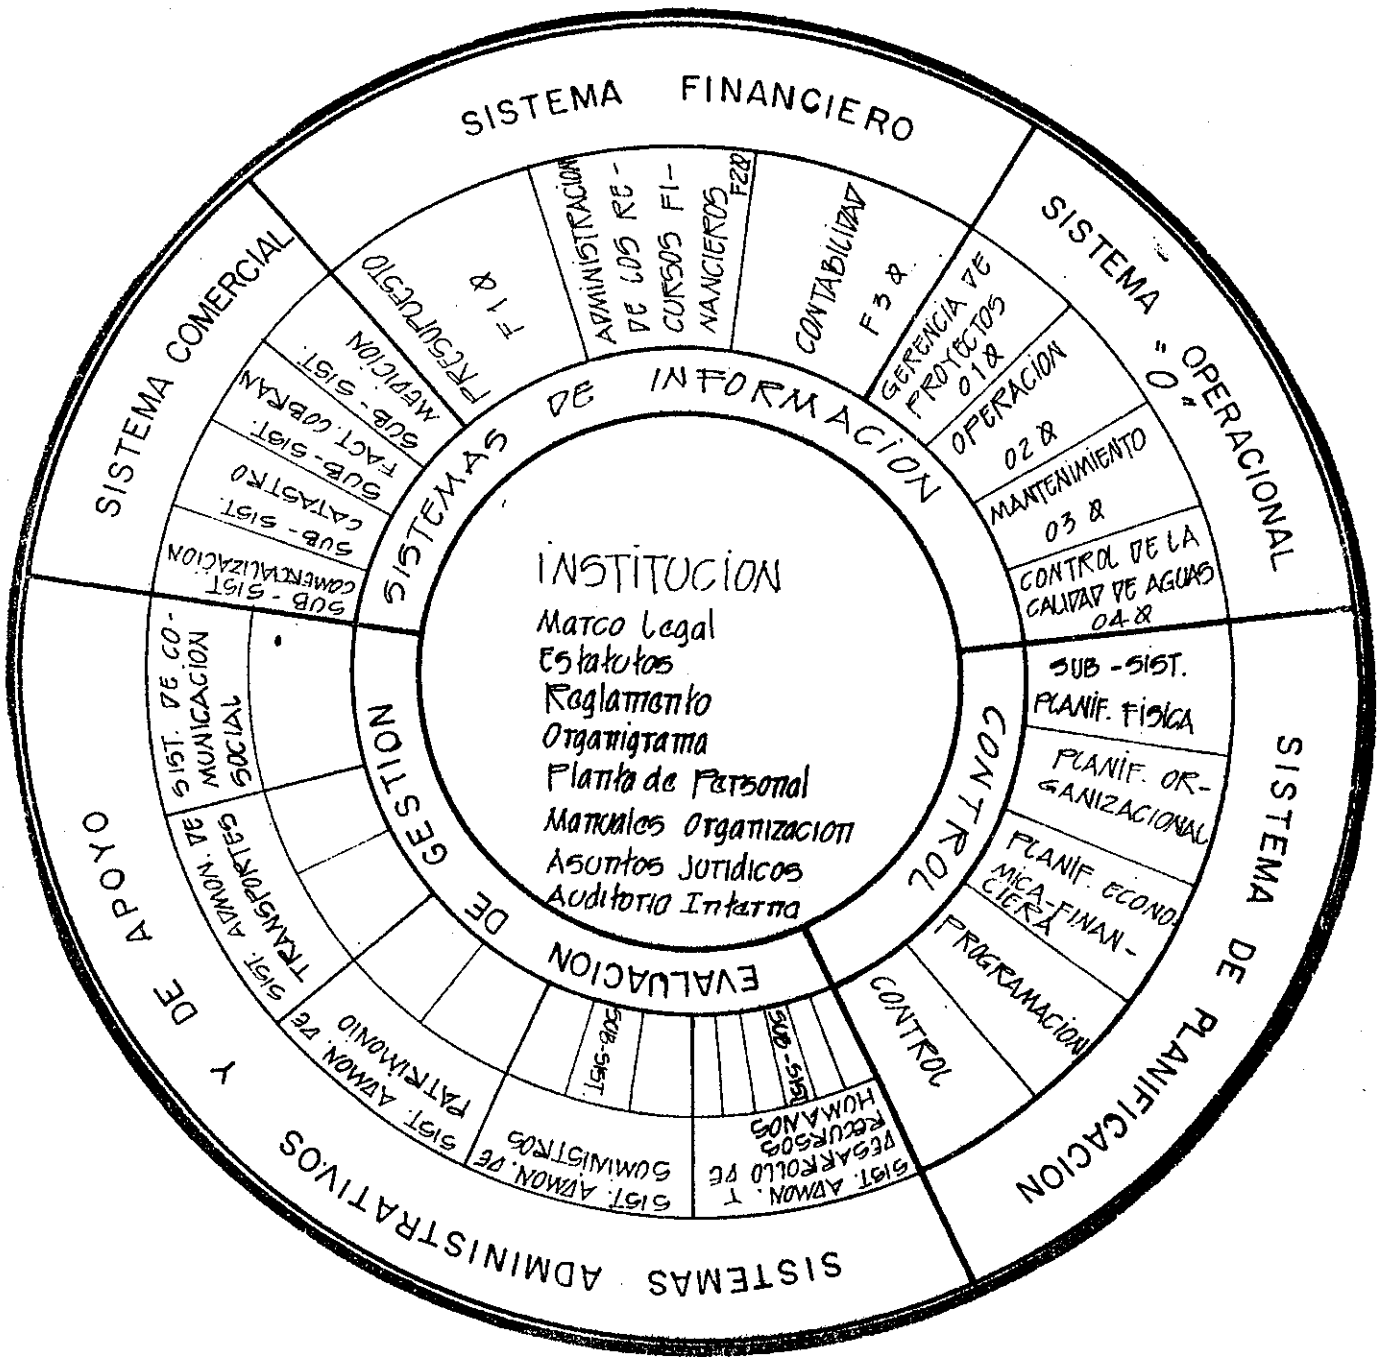 SISTEMA FINANCIERO
PRESUPUESTO
F1Ø
ADMINISTRACION
DE LOS RE-
CURSOS FI-
NANCIEROS
F2Ø
CONTABILIDAD
F3Ø
SISTEMA OPERACIONAL
"O"
GERENCIA DE
PROYECTOS
01Ø
OPERACION
02Ø
MANTENIMIENTO
03Ø
CONTROL DE LA
CALIDAD DE AGUAS
04Ø
SISTEMA DE PLANIFICACION
SUB-SIST.
PLANIF. FISICA
PLANIF. OR-
GANIZACIONAL
PLANIF. ECONO-
MICA-FINAN-
CIERA
PROGRAMACION
CONTROL
SISTEMAS ADMINISTRATIVOS Y DE APOYO
SIST. ADMON. Y
DESARROLLO DE
RECURSOS
HUMANOS
SUB-SIST.
SIST. ADMON. DE
SUMINISTROS
SUB-SIST.
SIST. ADMON. DE
PATRIMONIO
SIST. ADMON. DE
TRANSPORTES
SIST. DE CO-
MUNICACION
SOCIAL
SISTEMA COMERCIAL
SUB-SIST
COMERCIALIZACION
SUB-SIST.
CATASTRO
SUB-SIST.
FACT. COBRAN
SUB-SIST.
MEDICION
SISTEMAS DE INFORMACION
CONTROL
EVALUACION DE GESTION
INSTITUCION
Marco Legal
Estatutos
Reglamento
Organigrama
Planta de Personal
Manuales Organizacion
Asuntos Juridicos
Auditorio Interna